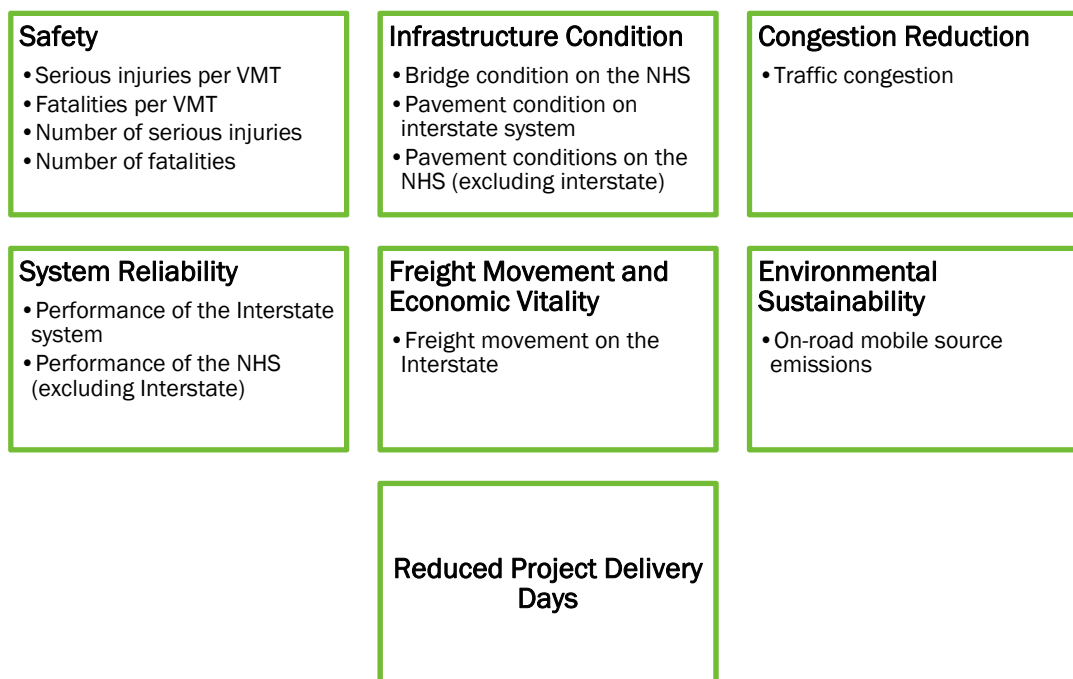 Safety
•Serious injuries per VMT
•Fatalities per VMT
•Number of serious injuries
•Number of fatalities
Infrastructure Condition
•Bridge condition on the NHS
•Pavement condition on
interstate system
•Pavement conditions on the
NHS (excluding interstate)
Congestion Reduction
•Traffic congestion
System Reliability
•Performance of the Interstate
system
•Performance of the NHS
(excluding Interstate)
Freight Movement and
Economic Vitality
•Freight movement on the
Interstate
Environmental
Sustainability
•On-road mobile source
emissions
Reduced Project Delivery
Days